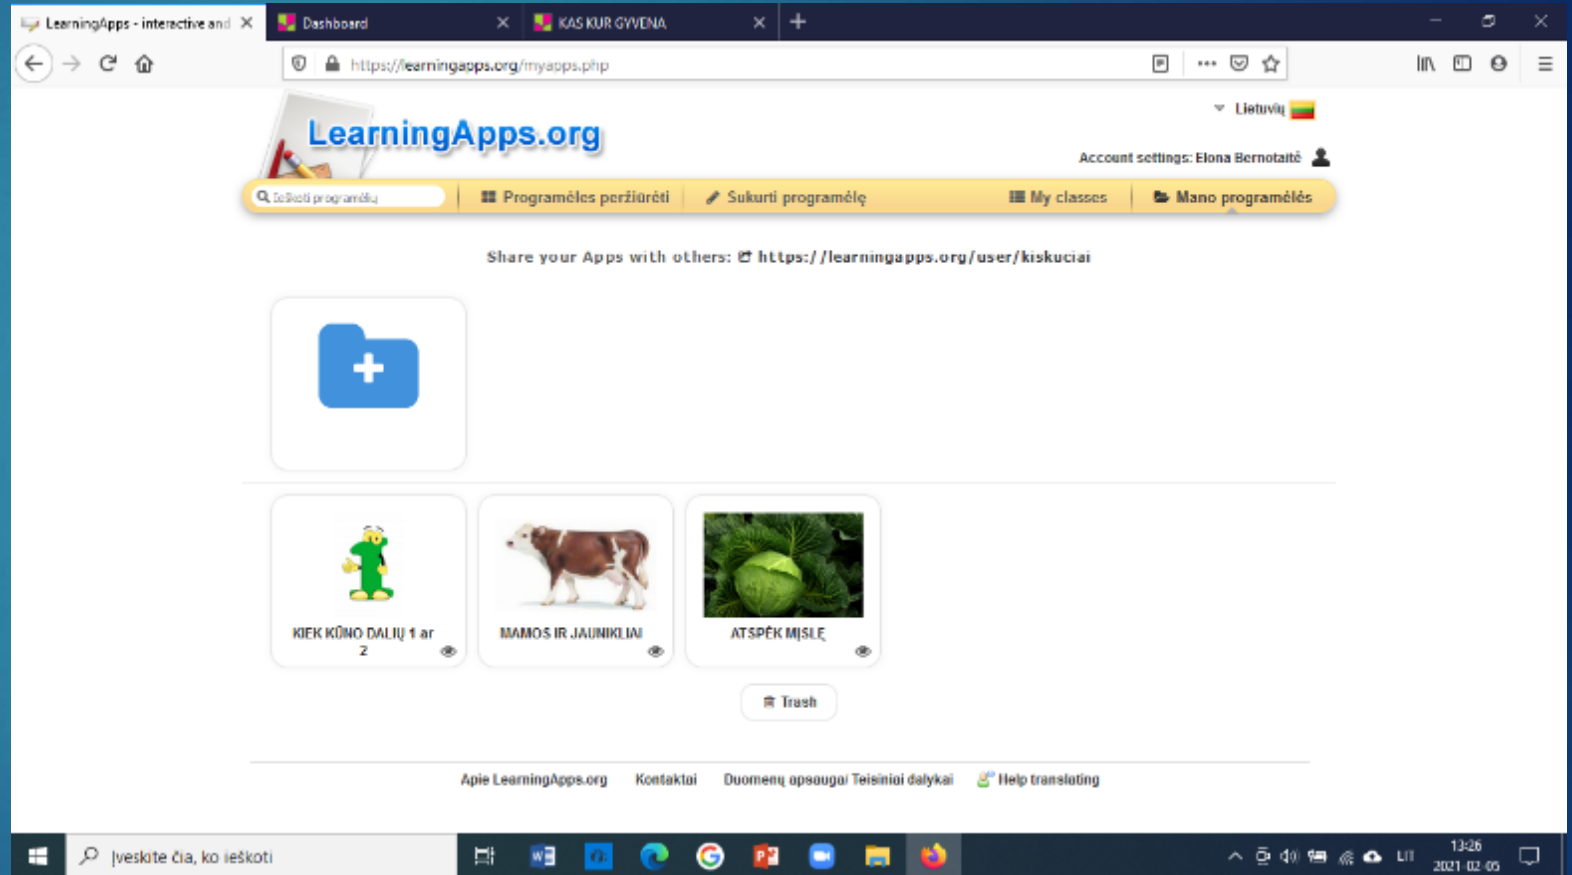 LearningApps - interactive and
Dashboard
KAS KUR GYVENA
https://learningapps.org/myapps.php
LearningApps.org
Lietuvių
Account settings: Elona Bernotaitė
Ieškoti programėlių
Programėles peržiūrėti
Sukurti programėlę
My classes
Mano programėlės
Share your Apps with others: https://learningapps.org/user/kiskuciai
KIEK KŪNO DALIŲ 1 ar
2
MAMOS IR JAUNIKLIAI
ATSPĖK MĮSLĘ
Trash
Apie LearningApps.org
Kontaktai
Duomenų apsauga/ Teisiniai dalykai
Help translating
Įveskite čia, ko ieškoti
LIT
13:26
2021-02-05